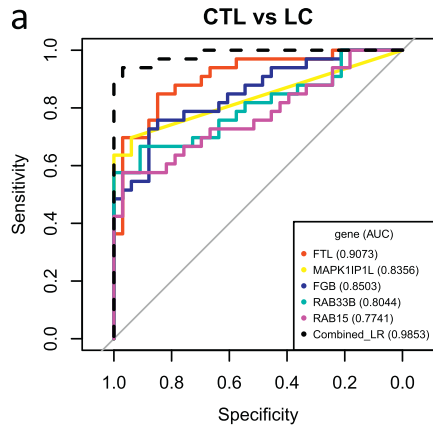 a
CTL vs LC
Sensitivity
1.0
0.8
0.6
0.4
0.2
0.0
gene (AUC)
FTL (0.9073)
MAPK1IP1L (0.8356)
FGB (0.8503)
RAB33B (0.8044)
RAB15 (0.7741)
Combined_LR (0.9853)
1.0 0.8 0.6 0.4 0.2 0.0
Specificity